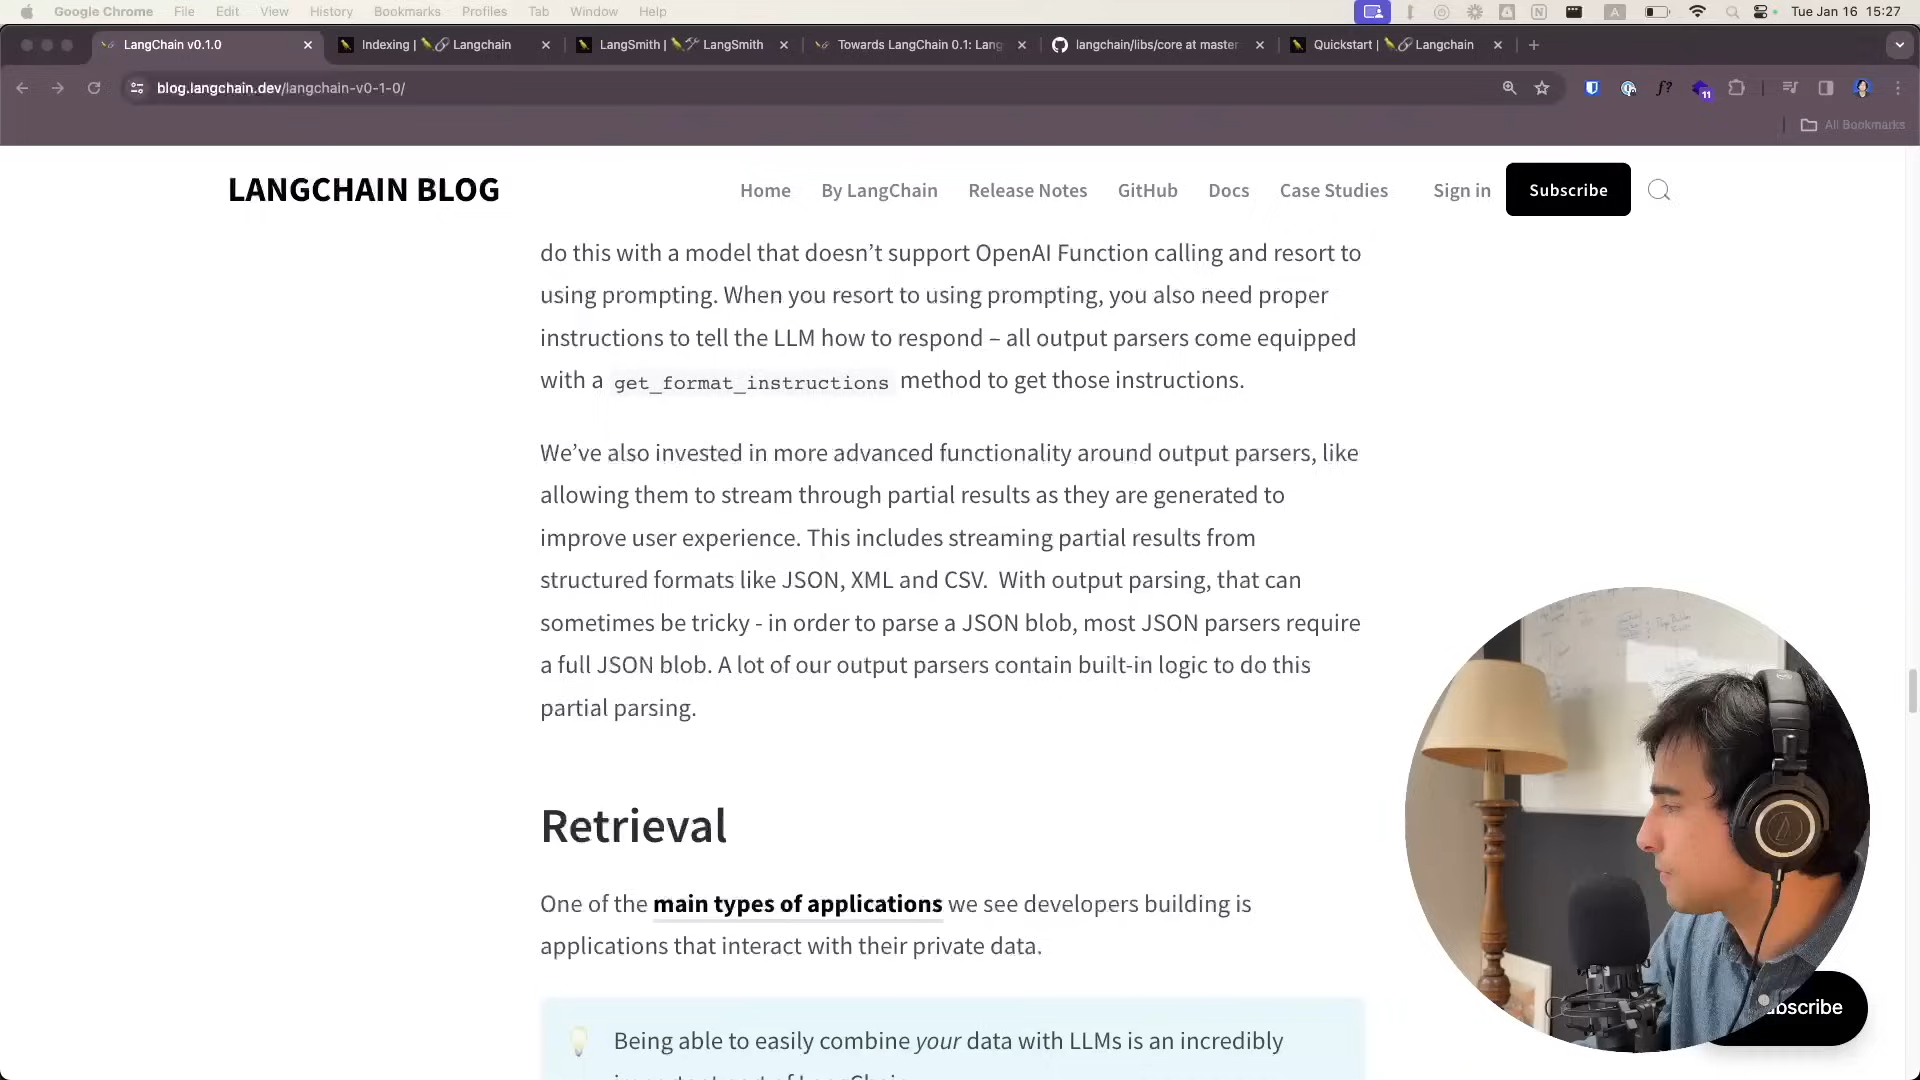 Google Chrome File Edit View History Bookmarks Profiles Tab Window Help Tue Jan 16 15:27
LangChain v0.1.0 Indexing | Langchain LangSmith | LangSmith Towards LangChain 0.1: Lang langchain/libs/core at master Quickstart | Langchain
blog.langchain.dev/langchain-v0-1-0/
All Bookmarks
LANGCHAIN BLOG Home By LangChain Release Notes GitHub Docs Case Studies Sign in Subscribe
do this with a model that doesn’t support OpenAI Function calling and resort to
using prompting. When you resort to using prompting, you also need proper
instructions to tell the LLM how to respond – all output parsers come equipped
with a get_format_instructions method to get those instructions.
We’ve also invested in more advanced functionality around output parsers, like
allowing them to stream through partial results as they are generated to
improve user experience. This includes streaming partial results from
structured formats like JSON, XML and CSV. With output parsing, that can
sometimes be tricky - in order to parse a JSON blob, most JSON parsers require
a full JSON blob. A lot of our output parsers contain built-in logic to do this
partial parsing.
Retrieval
One of the main types of applications we see developers building is
applications that interact with their private data.
Being able to easily combine your data with LLMs is an incredibly